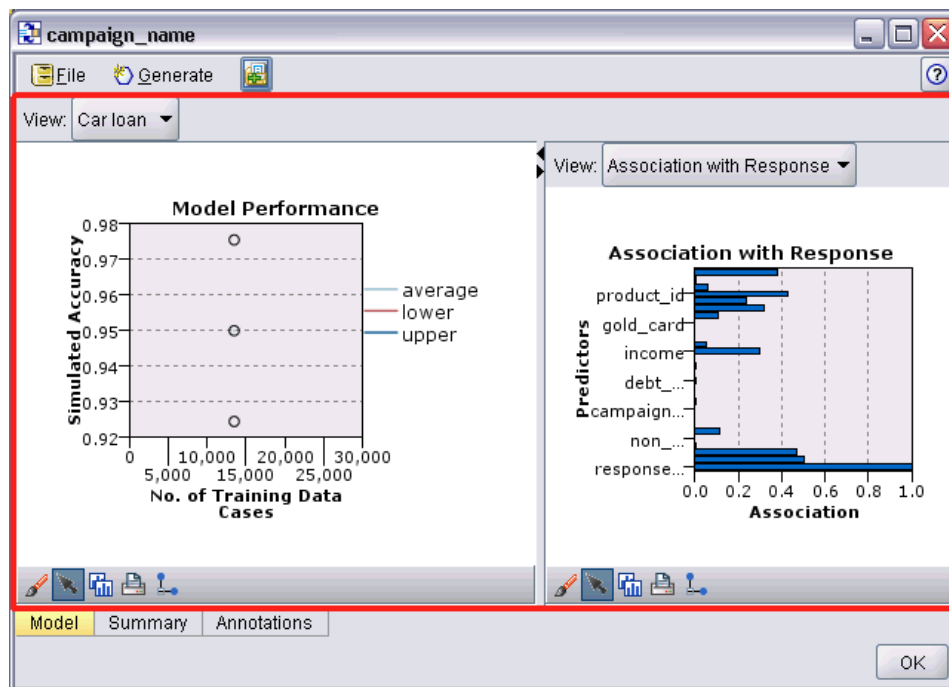 campaign_name
File Generate
View: Car loan
Model Performance
Simulated Accuracy
0.98
0.97
0.96
0.95
0.94
0.93
0.92
0 10,000 20,000 30,000
5,000 15,000 25,000
No. of Training Data
Cases
average
lower
upper
View: Association with Response
Association with Response
Predictors
product_id
gold_card
income
debt_...
campaign...
non_...
response...
0.0 0.2 0.4 0.6 0.8 1.0
Association
Model Summary Annotations
OK